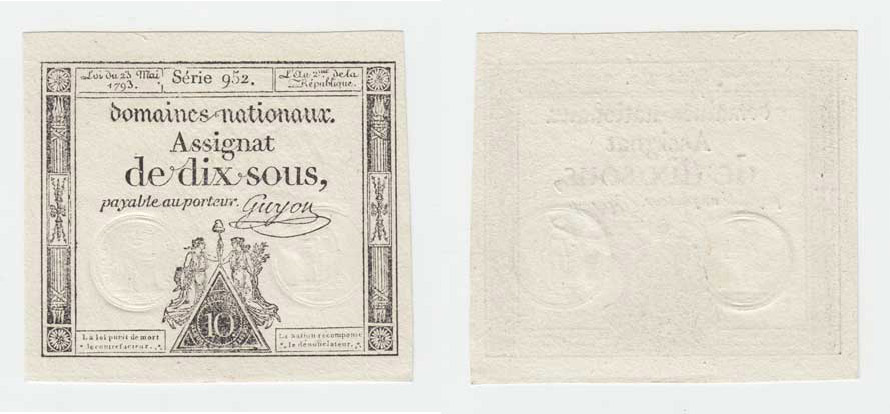 Loi du 23 Mai
1793.
Série 952.
L'An 2me de la
République.
Domaines nationaux.
Assignat
de dix sous,
payable au porteur.
Guyon
10
La loi punit de mort
le contrefacteur.
La Nation récompense
le dénonciateur.